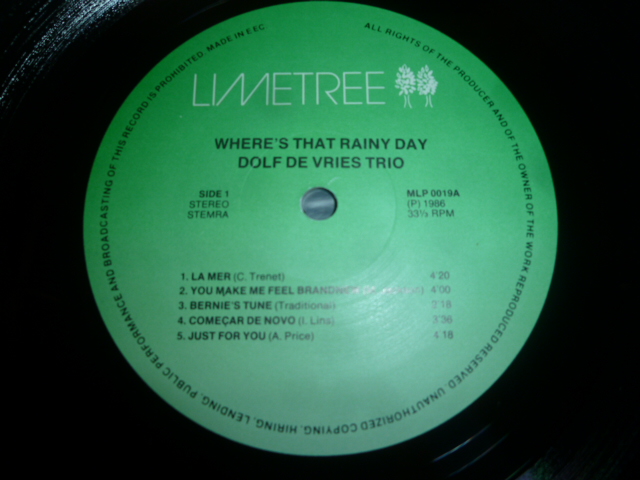 UNAUTHORIZED COPYING, HIRING, LENDING, PUBLIC PERFORMANCE AND BROADCASTING OF THIS RECORD IS PROHIBITED. MADE IN EEC
ALL RIGHTS OF THE PRODUCER AND OF THE OWNER OF THE WORK REPRODUCED RESERVED.
LIMETREE
WHERE'S THAT RAINY DAY
DOLF DE VRIES TRIO
SIDE 1
STEREO
STEMRA
MLP 0019A
(P) 1986
33⅓ RPM
1. LA MER (C. Trenet) 4'20
2. YOU MAKE ME FEEL 4'00
3. BERNIE'S TUNE (Traditional) 2'18
4. COMEÇAR DE NOVO (I. Lins) 3'36
5. JUST FOR YOU (A. Price) 4'18